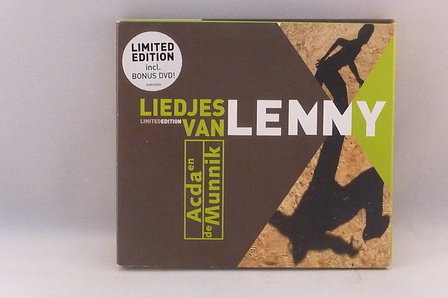 LIMITED
EDITION
incl.
BONUS DVD!
LIEDJES
LIMITEDEDITION
VAN
LENNY
Acda en
de Munnik